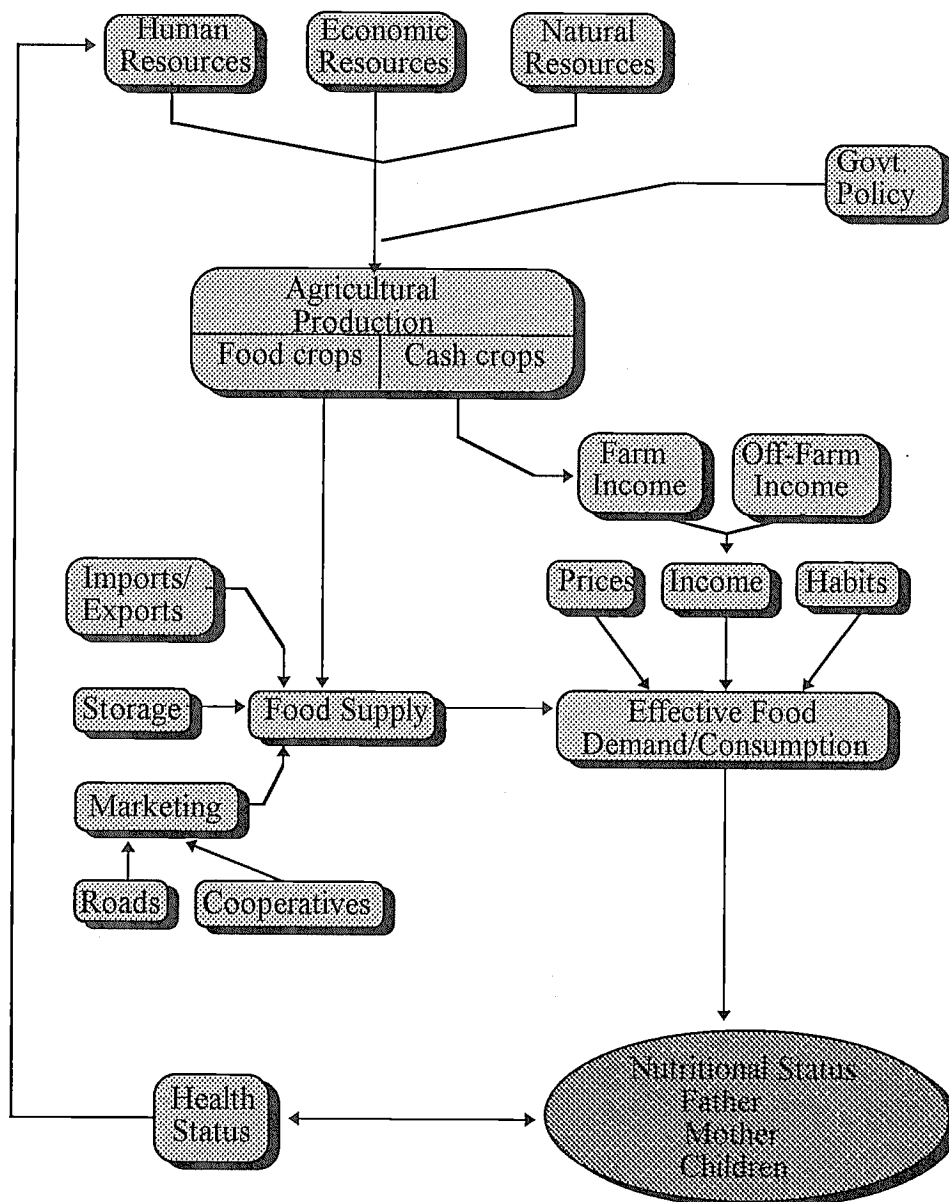 Human
Resources
Economic
Resources
Natural
Resources
Govt.
Policy
Agricultural
Production
Food crops
Cash crops
Farm
Income
Off-Farm
Income
Imports/
Exports
Prices
Income
Habits
Storage
Food Supply
Effective Food
Demand/Consumption
Marketing
Roads
Cooperatives
Health
Status
Nutritional Status
Father
Mother
Children